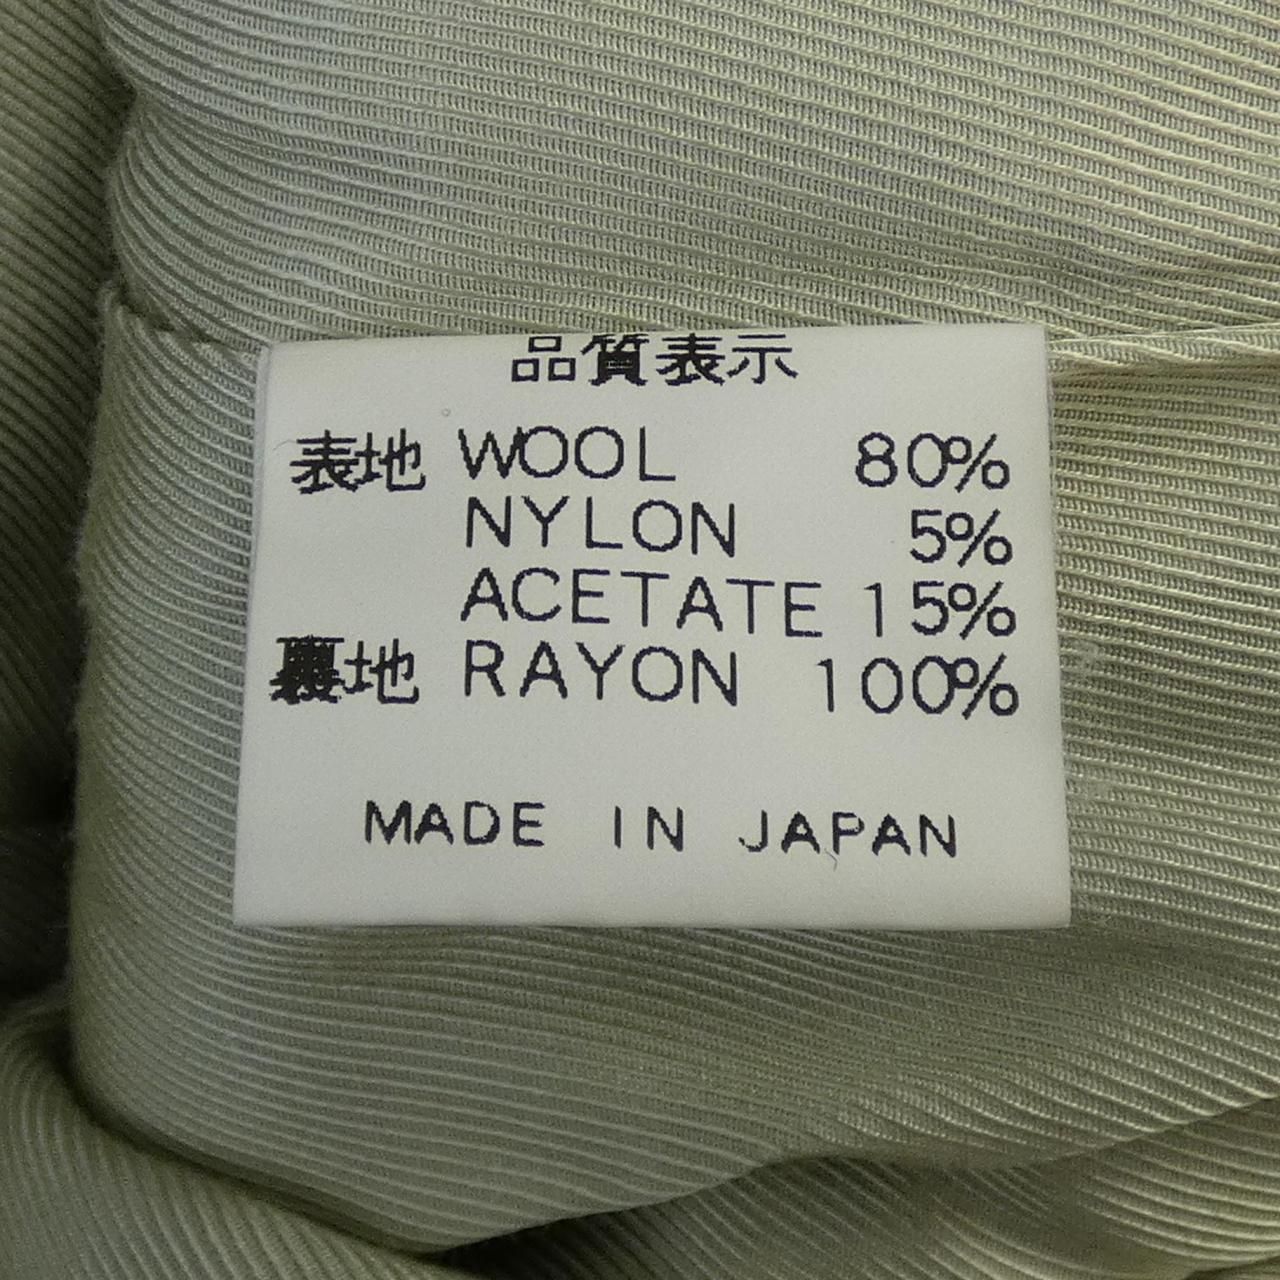 品質表示
表地 WOOL 80%
NYLON 5%
ACETATE 15%
裏地 RAYON 100%
MADE IN JAPAN